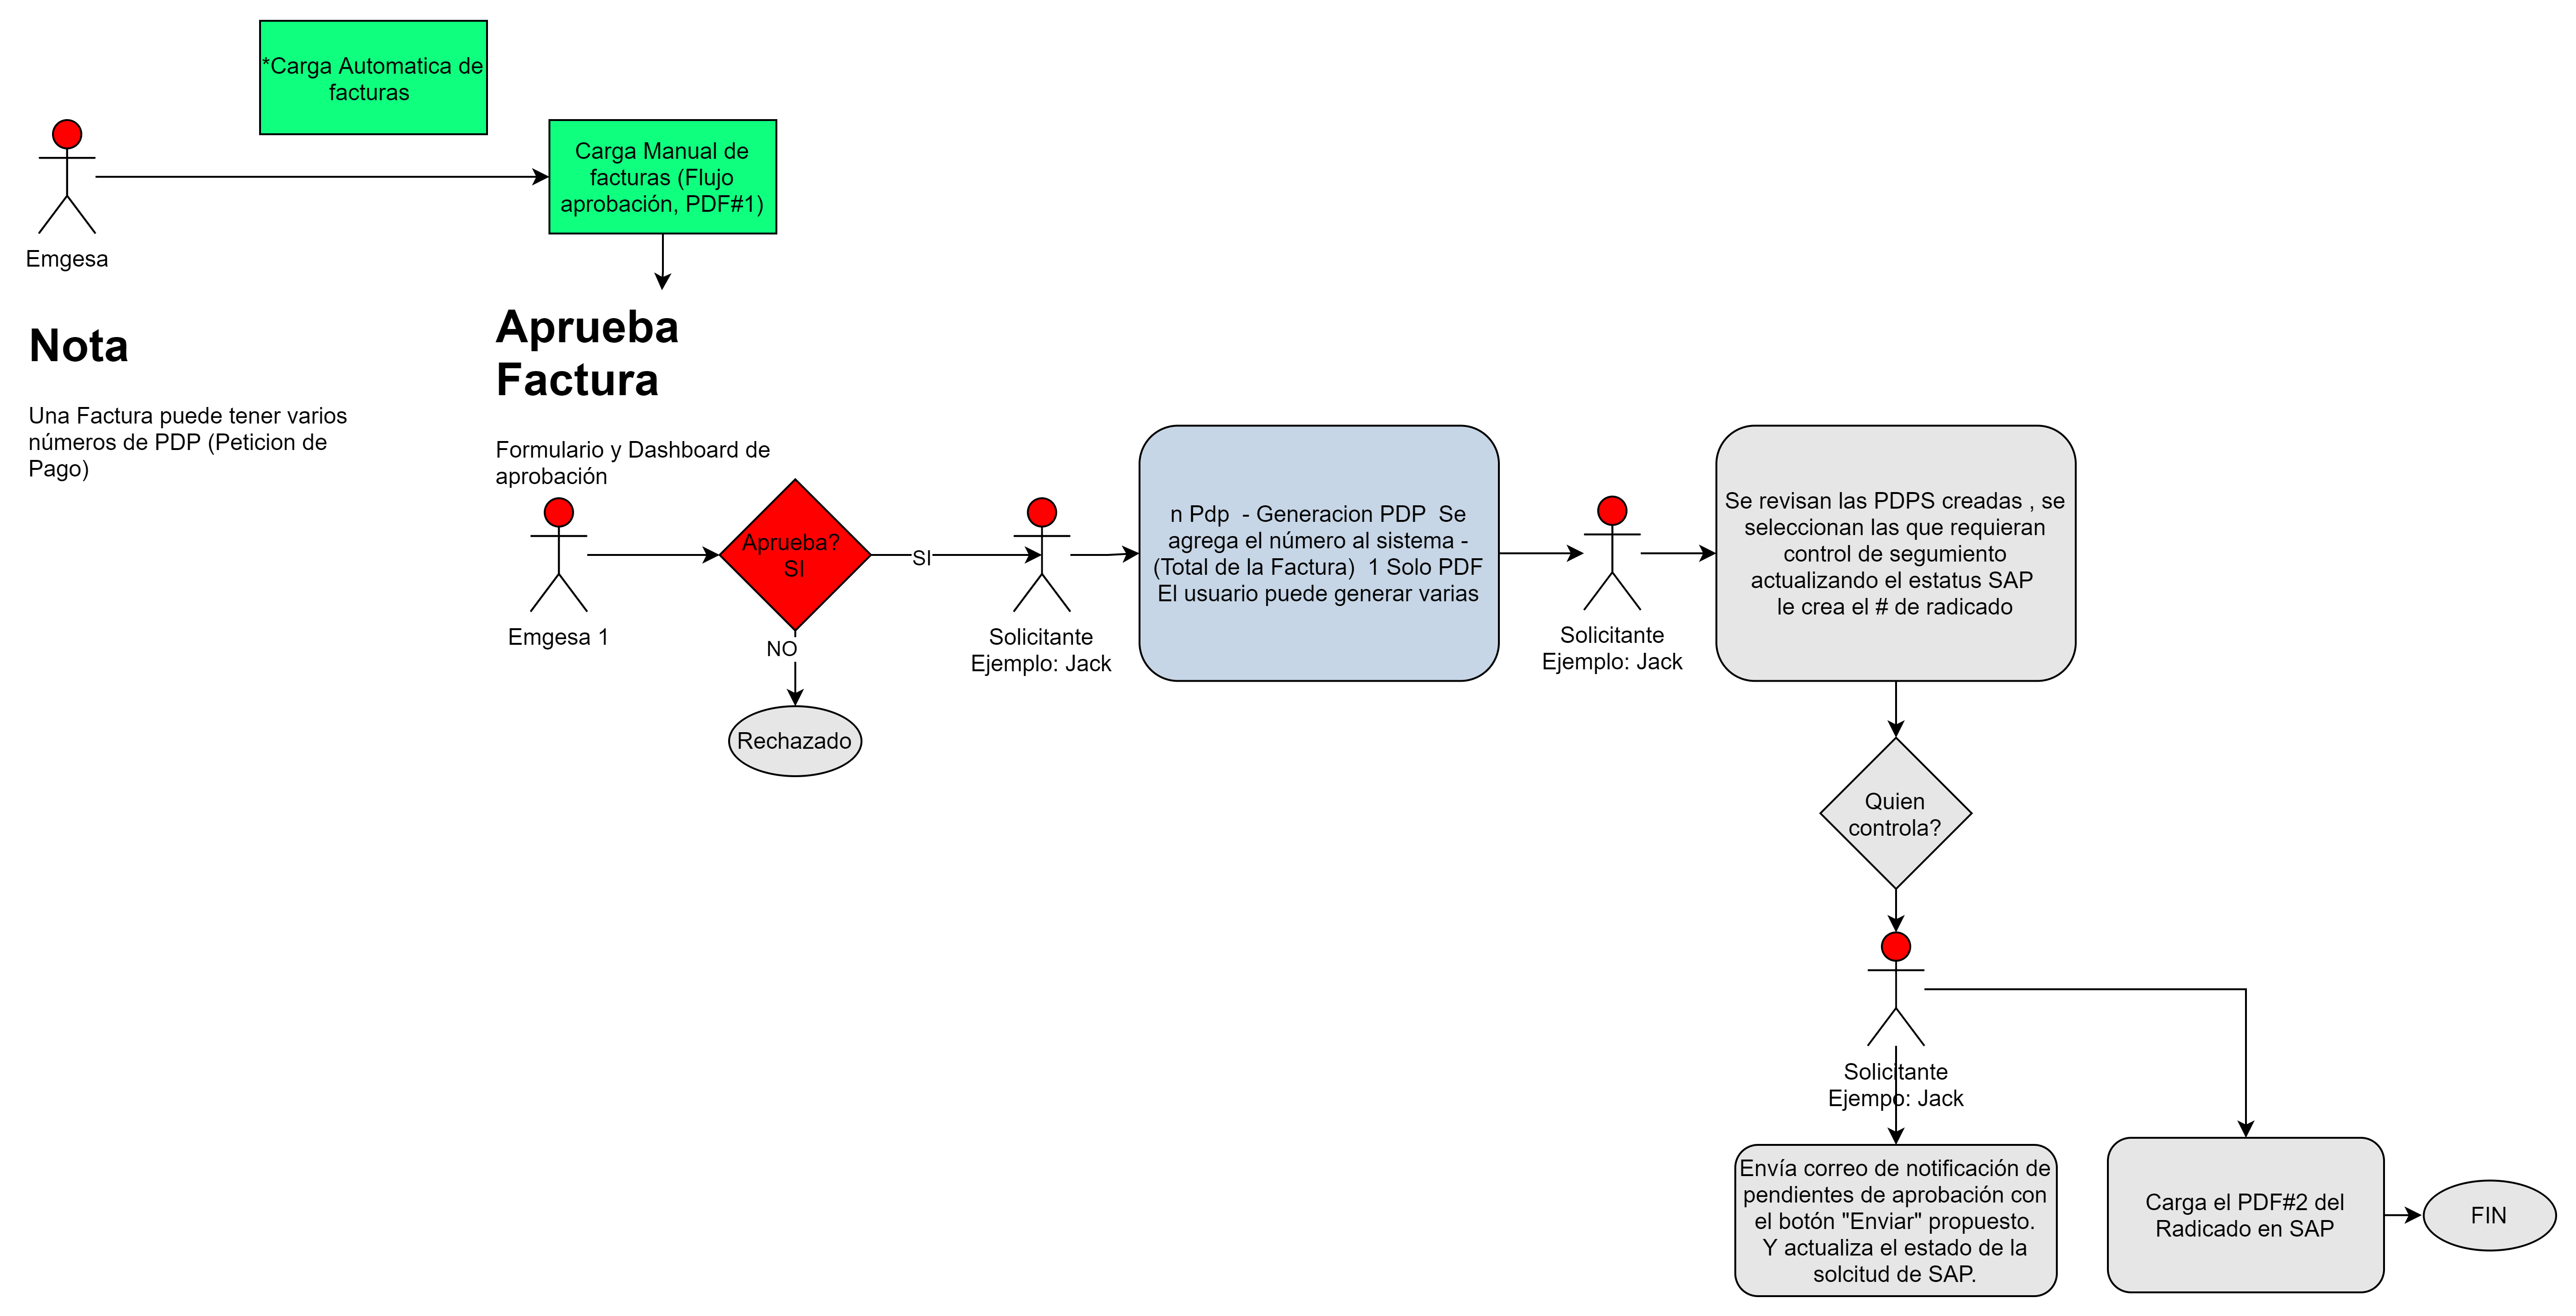 *Carga Automatica de
facturas
Carga Manual de
facturas (Flujo
aprobación, PDF#1)
Emgesa
Nota
Una Factura puede tener varios
números de PDP (Peticion de
Pago)
Aprueba
Factura
Formulario y Dashboard de
aprobación
Emgesa 1
Aprueba?
SI
SI
NO
Rechazado
Solicitante
Ejemplo: Jack
n Pdp  - Generacion PDP  Se
agrega el número al sistema -
(Total de la Factura)  1 Solo PDF
El usuario puede generar varias
Solicitante
Ejemplo: Jack
Se revisan las PDPS creadas , se
seleccionan las que requieran
control de segumiento
actualizando el estatus SAP
le crea el # de radicado
Quien
controla?
Solicitante
Ejempo: Jack
Envía correo de notificación de
pendientes de aprobación con
el botón "Enviar" propuesto.
Y actualiza el estado de la
solcitud de SAP.
Carga el PDF#2 del
Radicado en SAP
FIN